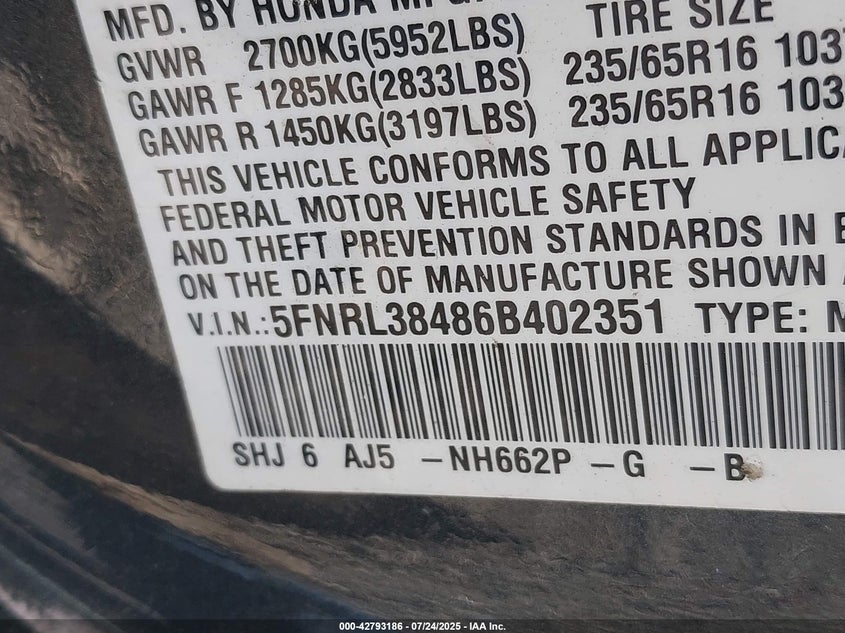 MFD. BY HONDA
TIRE SIZE
GVWR 2700KG(5952LBS)
GAWR F 1285KG(2833LBS) 235/65R16
GAWR R 1450KG(3197LBS) 235/65R16 103
THIS VEHICLE CONFORMS TO ALL
FEDERAL MOTOR VEHICLE SAFETY
AND THEFT PREVENTION STANDARDS IN
ON THE DATE OF MANUFACTURE SHOWN
V.I.N.:5FNRL38486B402351 TYPE:
SHJ 6 AJ5 -NH662P -G -B
000-42793186 - 07/24/2025 - IAA Inc.